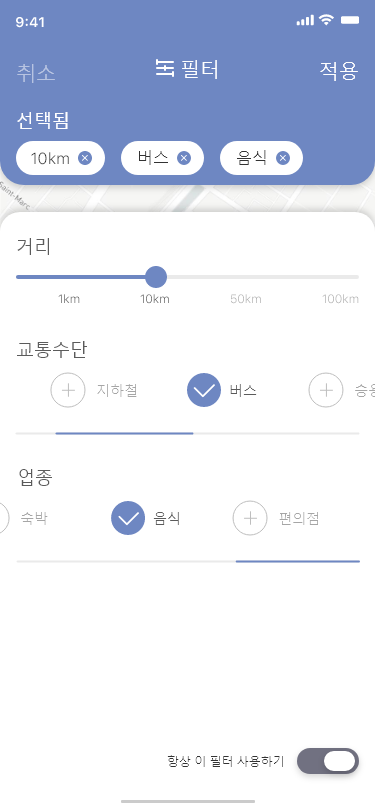 9:41
취소 필터 적용
선택됨
10km 버스 음식
Saint-Marc
거리
1km 10km 50km 100km
교통수단
지하철 버스
업종
숙박 음식 편의점
항상 이 필터 사용하기